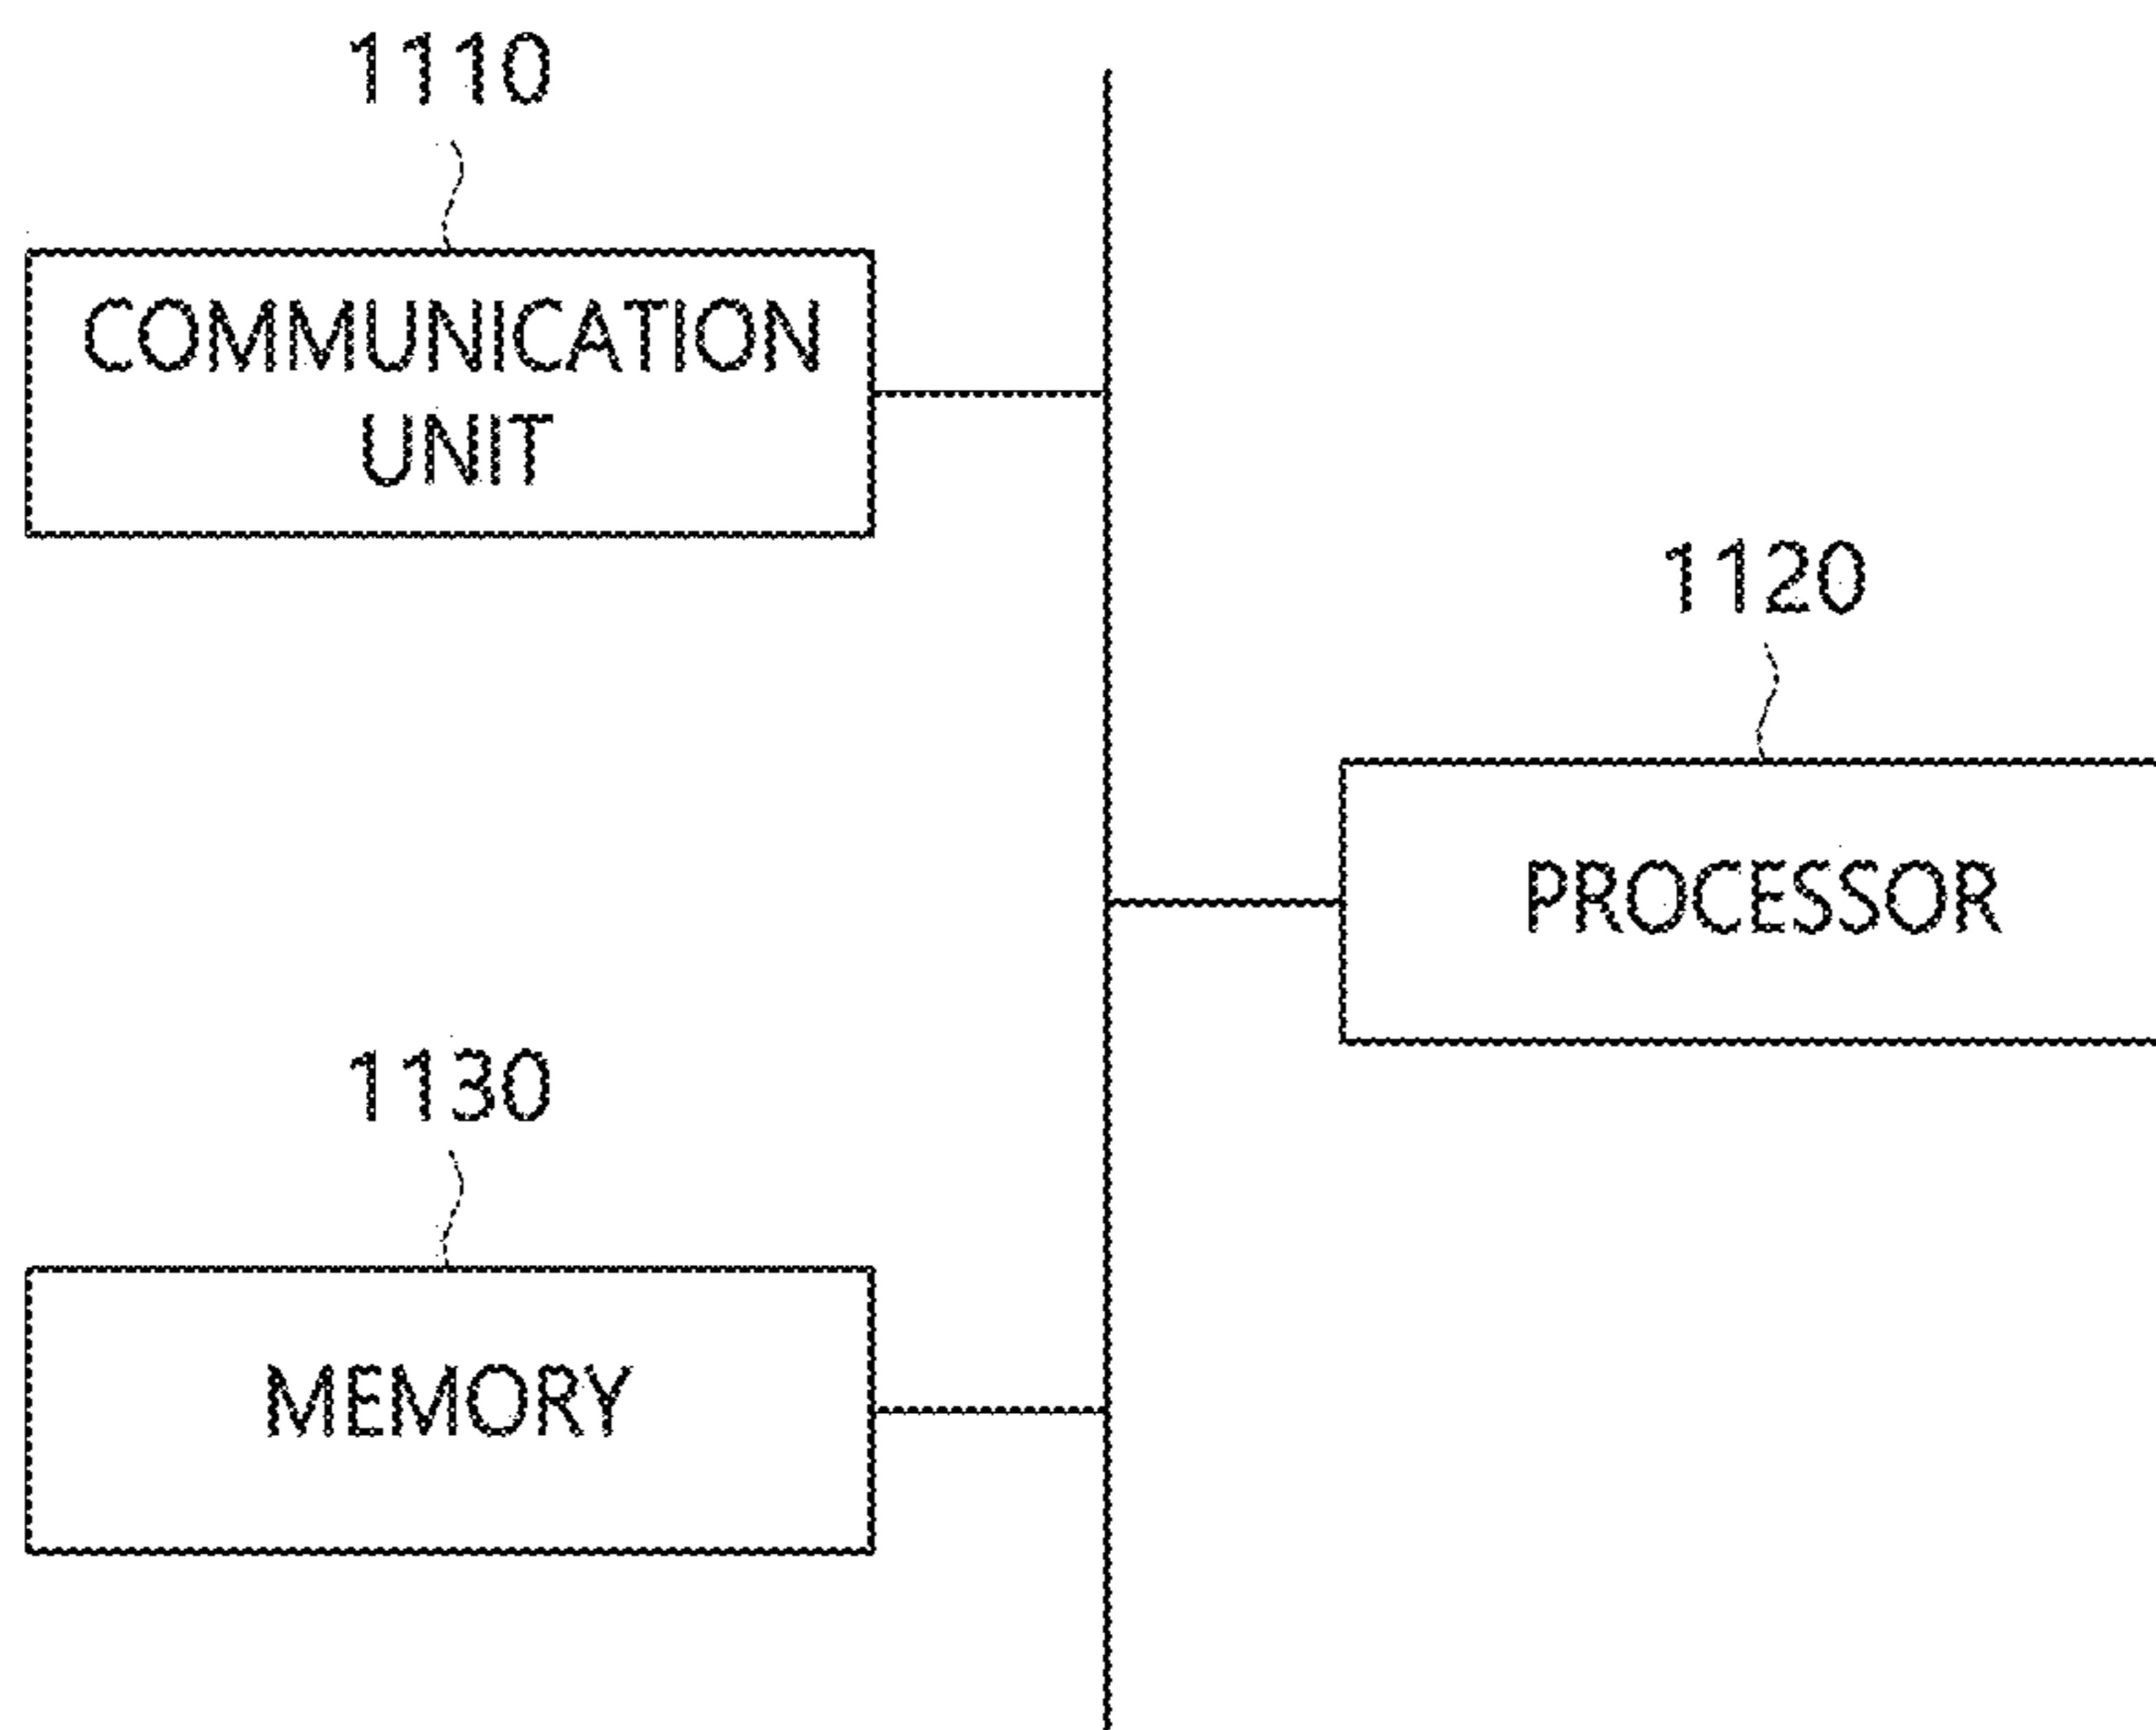 1110
COMMUNICATION
UNIT
1120
PROCESSOR
1130
MEMORY